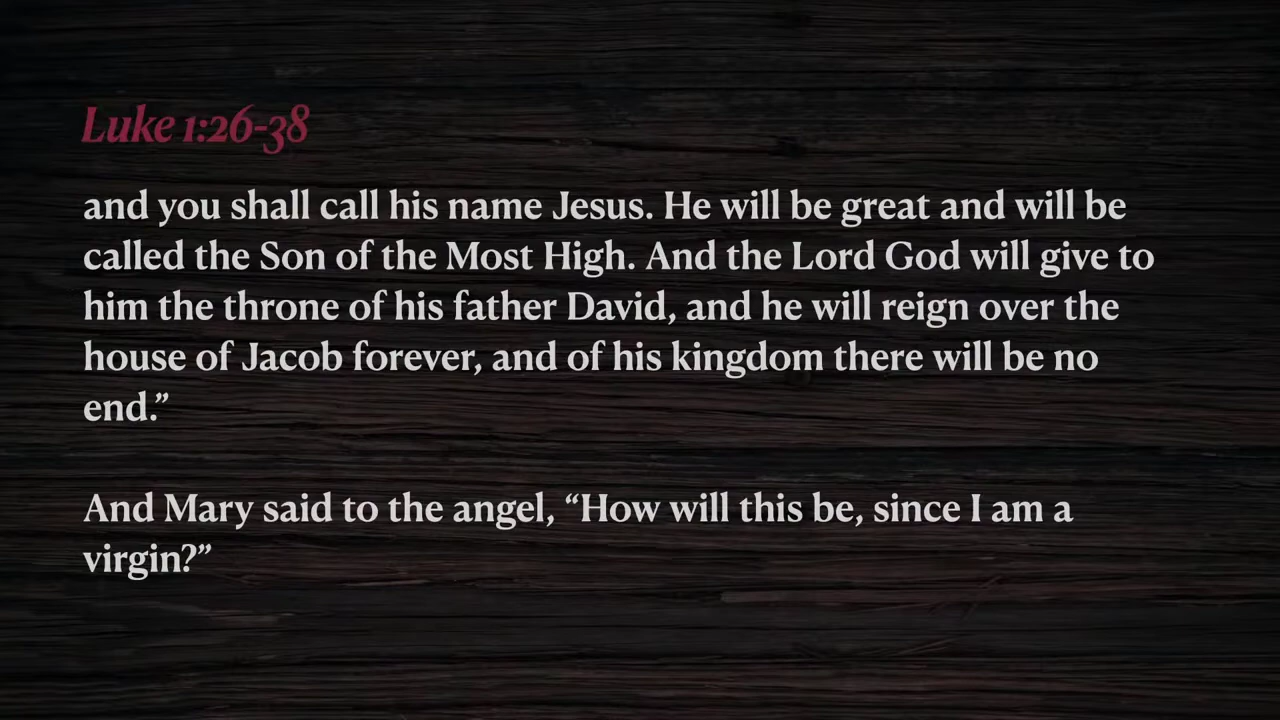 Luke 1:26-38
and you shall call his name Jesus. He will be great and will be
called the Son of the Most High. And the Lord God will give to
him the throne of his father David, and he will reign over the
house of Jacob forever, and of his kingdom there will be no
end.”
And Mary said to the angel, “How will this be, since I am a
virgin?”